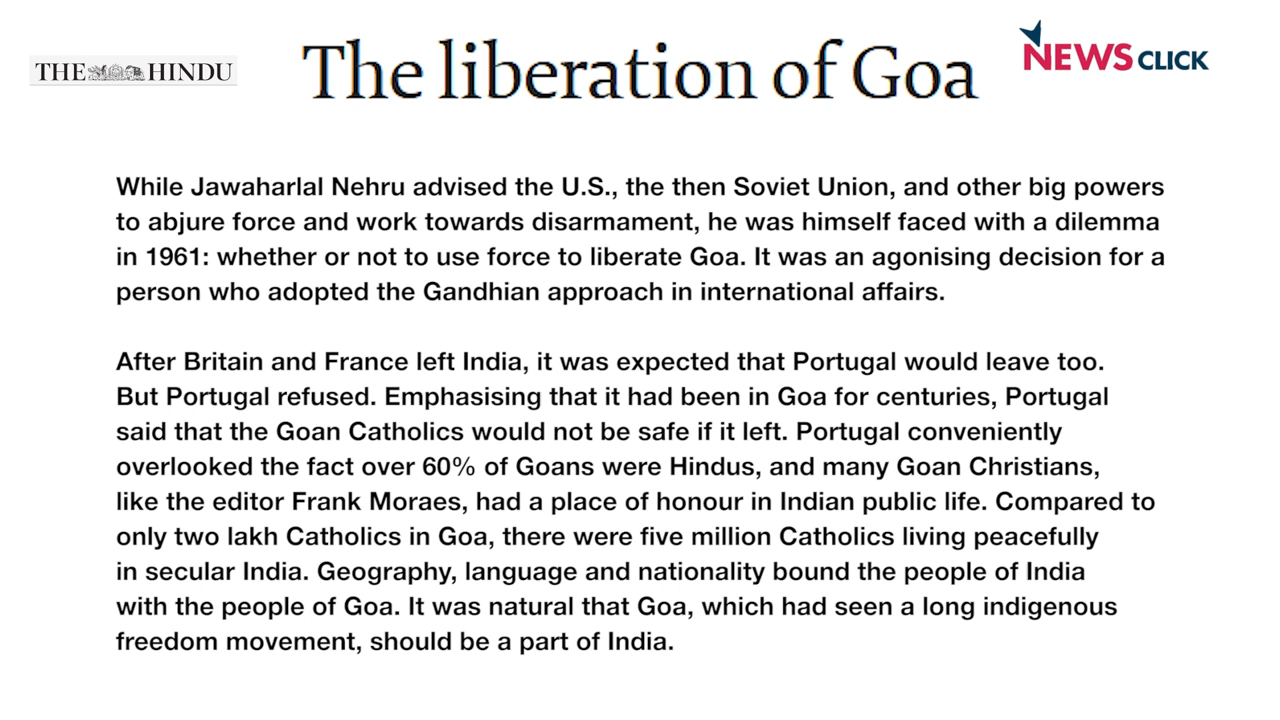 THE HINDU
The liberation of Goa
NEWSCLICK
While Jawaharlal Nehru advised the U.S., the then Soviet Union, and other big powers
to abjure force and work towards disarmament, he was himself faced with a dilemma
in 1961: whether or not to use force to liberate Goa. It was an agonising decision for a
person who adopted the Gandhian approach in international affairs.
After Britain and France left India, it was expected that Portugal would leave too.
But Portugal refused. Emphasising that it had been in Goa for centuries, Portugal
said that the Goan Catholics would not be safe if it left. Portugal conveniently
overlooked the fact over 60% of Goans were Hindus, and many Goan Christians,
like the editor Frank Moraes, had a place of honour in Indian public life. Compared to
only two lakh Catholics in Goa, there were five million Catholics living peacefully
in secular India. Geography, language and nationality bound the people of India
with the people of Goa. It was natural that Goa, which had seen a long indigenous
freedom movement, should be a part of India.